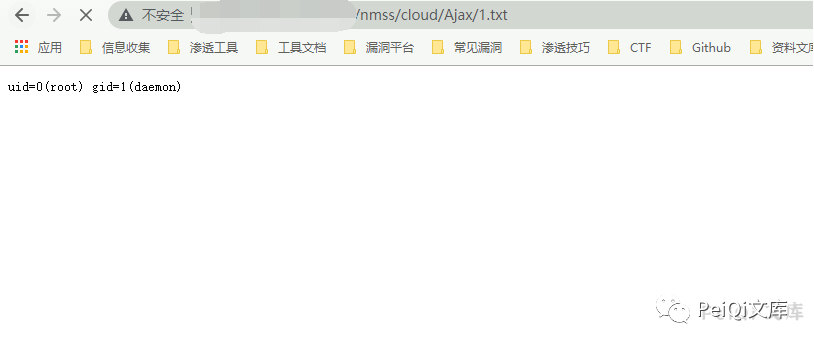 不安全 /nmss/cloud/Ajax/1.txt
应用 信息收集 渗透工具 工具文档 漏洞平台 常见漏洞 渗透技巧 CTF Github 资料文库
uid=0(root) gid=1(daemon)
PeiQi文库